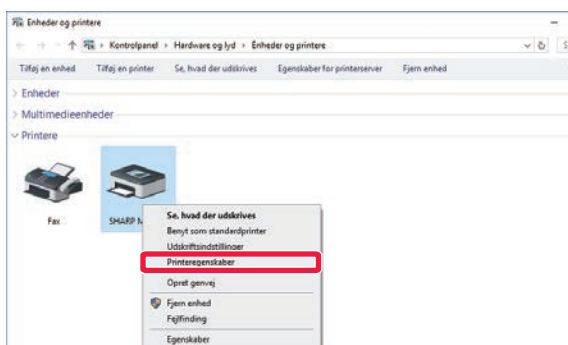 Enheder og printere
Kontrolpanel › Hardware og lyd › Enheder og printere
Tilføj en enhed Tilføj en printer Se, hvad der udskrives Egenskaber for printerserver Fjern enhed
Enheder
Multimedieenheder
Printere
Fax
SHARP
Se, hvad der udskrives
Benyt som standardprinter
Udskriftsindstillinger
Printeregenskaber
Opret genvej
Fjern enhed
Fejlfinding
Egenskaber